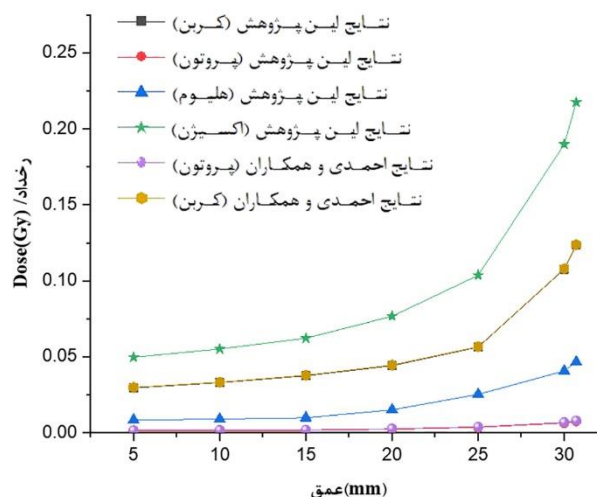 نتایج این پژوهش (کربن)
نتایج این پژوهش (پروتون)
نتایج این پژوهش (هلیوم)
نتایج این پژوهش (اکسیژن)
نتایج احمدی و همکاران (پروتون)
نتایج احمدی و همکاران (کربن)
Dose(Gy) /رخداد
0.25
0.20
0.15
0.10
0.05
0.00
5 10 15 20 25 30
عمق(mm)